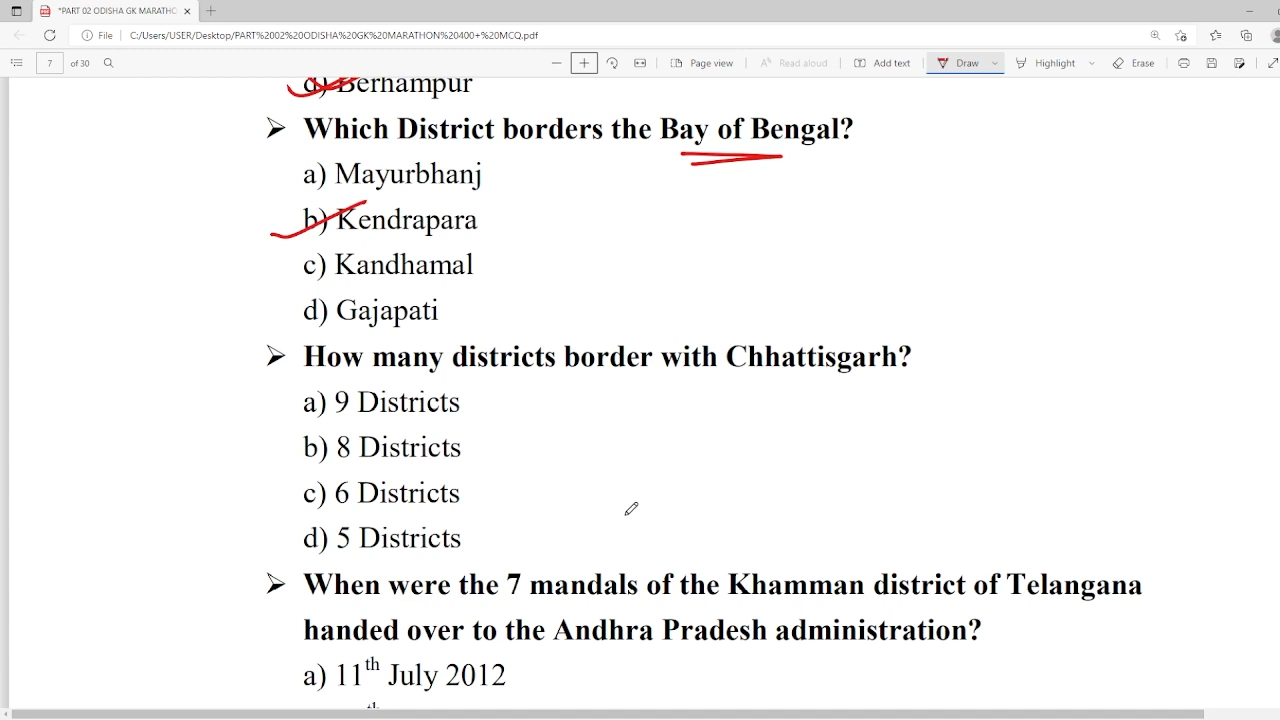 *PART 02 ODISHA GK MARATHO
File
C:/Users/USER/Desktop/PART%2002%20ODISHA%20GK%20MARATHON%20400+%20MCQ.pdf
7 of 30
Page view
Read aloud
Add text
Draw
Highlight
Erase
d) Berhampur
➢ Which District borders the Bay of Bengal?
a) Mayurbhanj
b) Kendrapara
c) Kandhamal
d) Gajapati
➢ How many districts border with Chhattisgarh?
a) 9 Districts
b) 8 Districts
c) 6 Districts
d) 5 Districts
➢ When were the 7 mandals of the Khamman district of Telangana
handed over to the Andhra Pradesh administration?
a) 11th July 2012
th